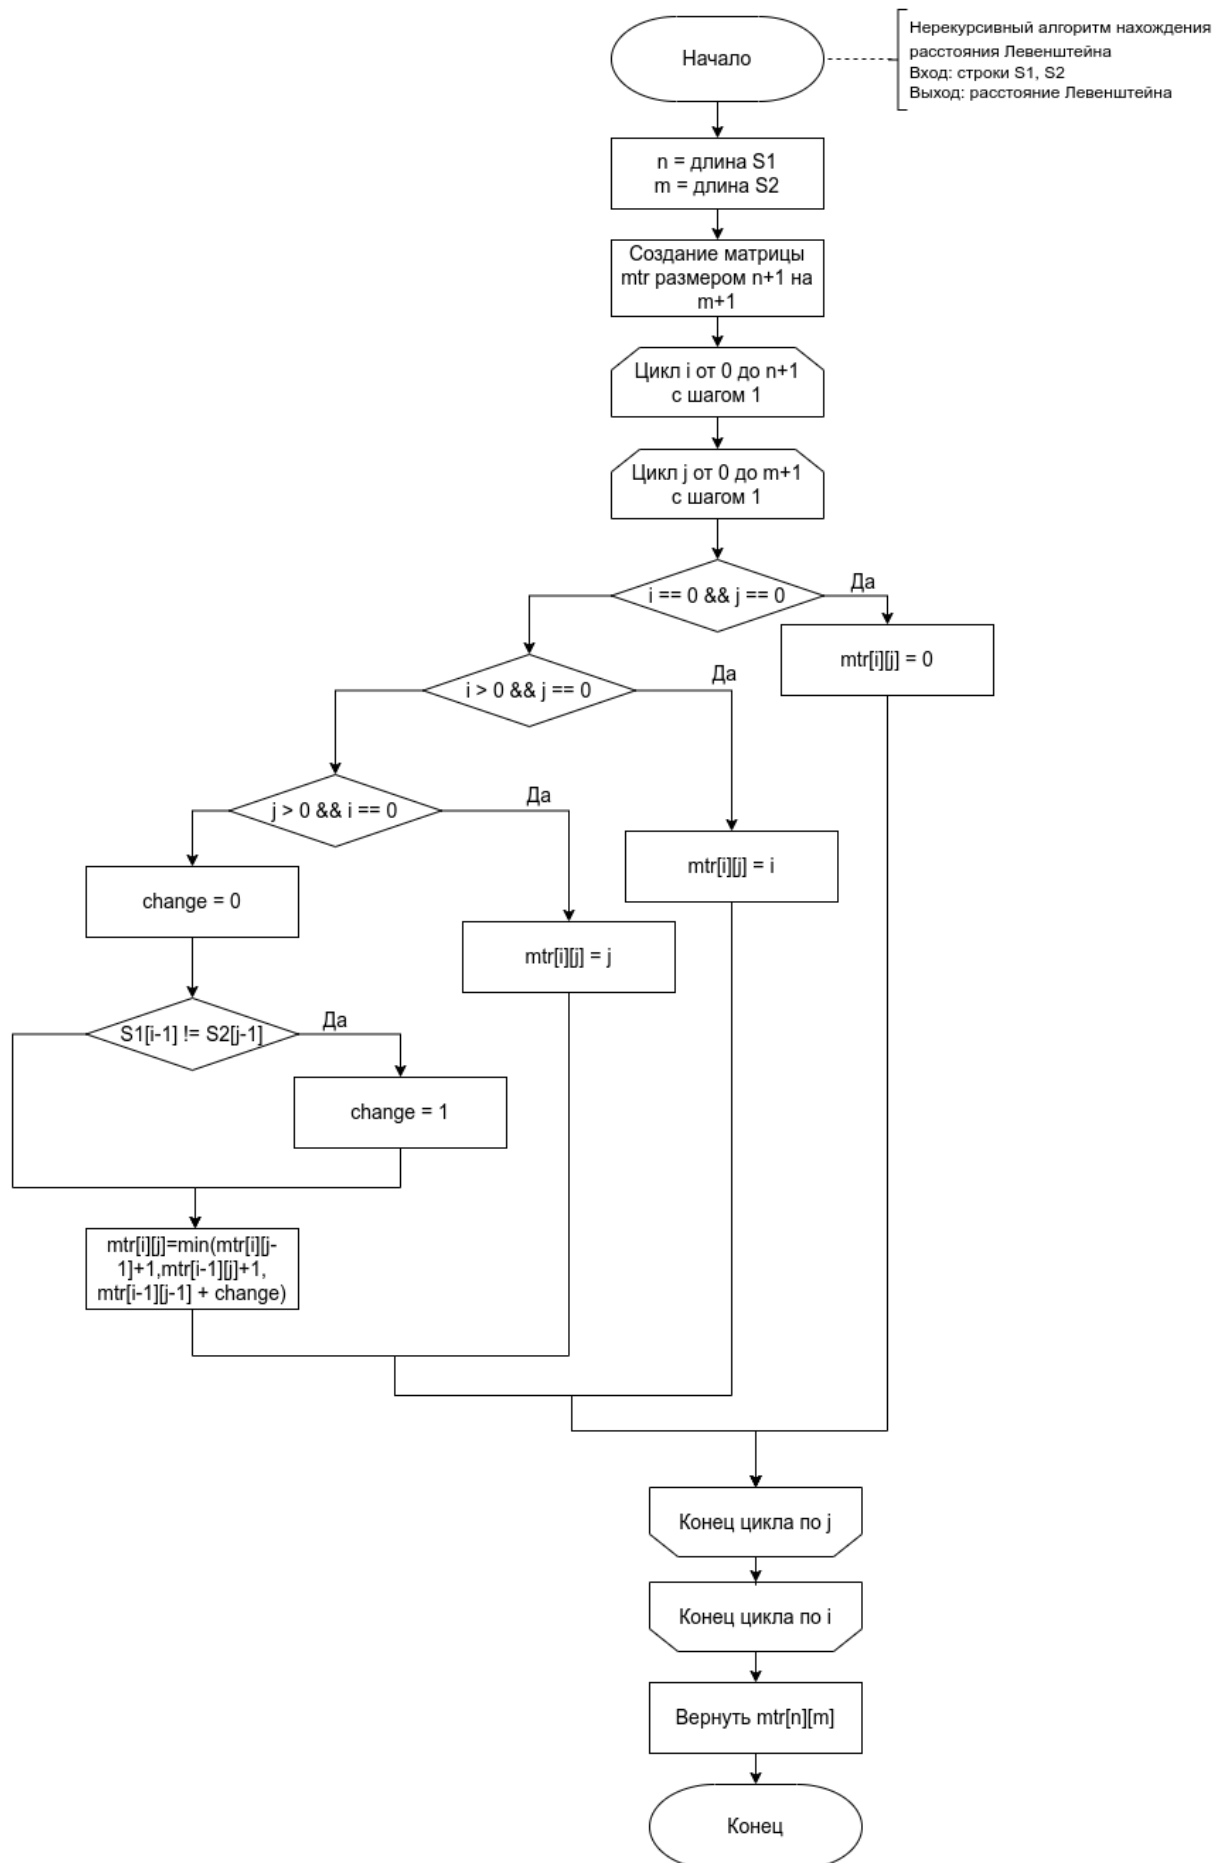 Начало
Нерекурсивный алгоритм нахождения
расстояния Левенштейна
Вход: строки S1, S2
Выход: расстояние Левенштейна
n = длина S1
m = длина S2
Создание матрицы
mtr размером n+1 на
m+1
Цикл i от 0 до n+1
с шагом 1
Цикл j от 0 до m+1
с шагом 1
i == 0 && j == 0
Да
mtr[i][j] = 0
i > 0 && j == 0
Да
j > 0 && i == 0
Да
mtr[i][j] = i
change = 0
mtr[i][j] = j
S1[i-1] != S2[j-1]
Да
change = 1
mtr[i][j]=min(mtr[i][j-
1]+1,mtr[i-1][j]+1,
mtr[i-1][j-1] + change)
Конец цикла по j
Конец цикла по i
Вернуть mtr[n][m]
Конец